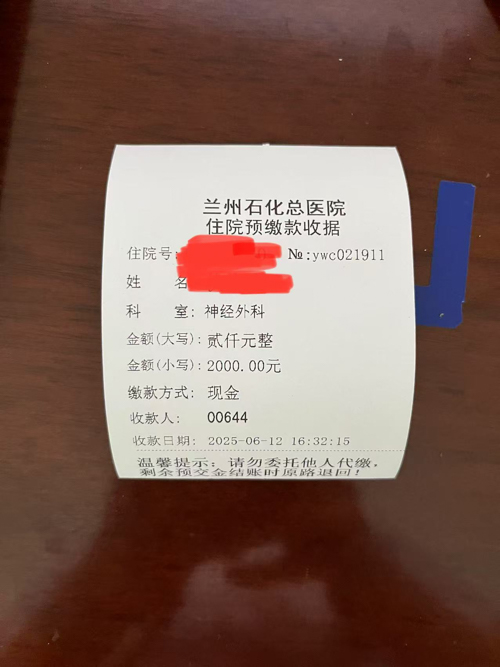 兰州石化总医院
住院预缴款收据
住院号: №:ywc021911
姓 名
科 室: 神经外科
金额(大写): 贰仟元整
金额(小写): 2000.00元
缴款方式: 现金
收款人: 00644
收款日期: 2025-06-12 16:32:15
温馨提示: 请勿委托他人代缴,
剩余预交金结账时原路退回!